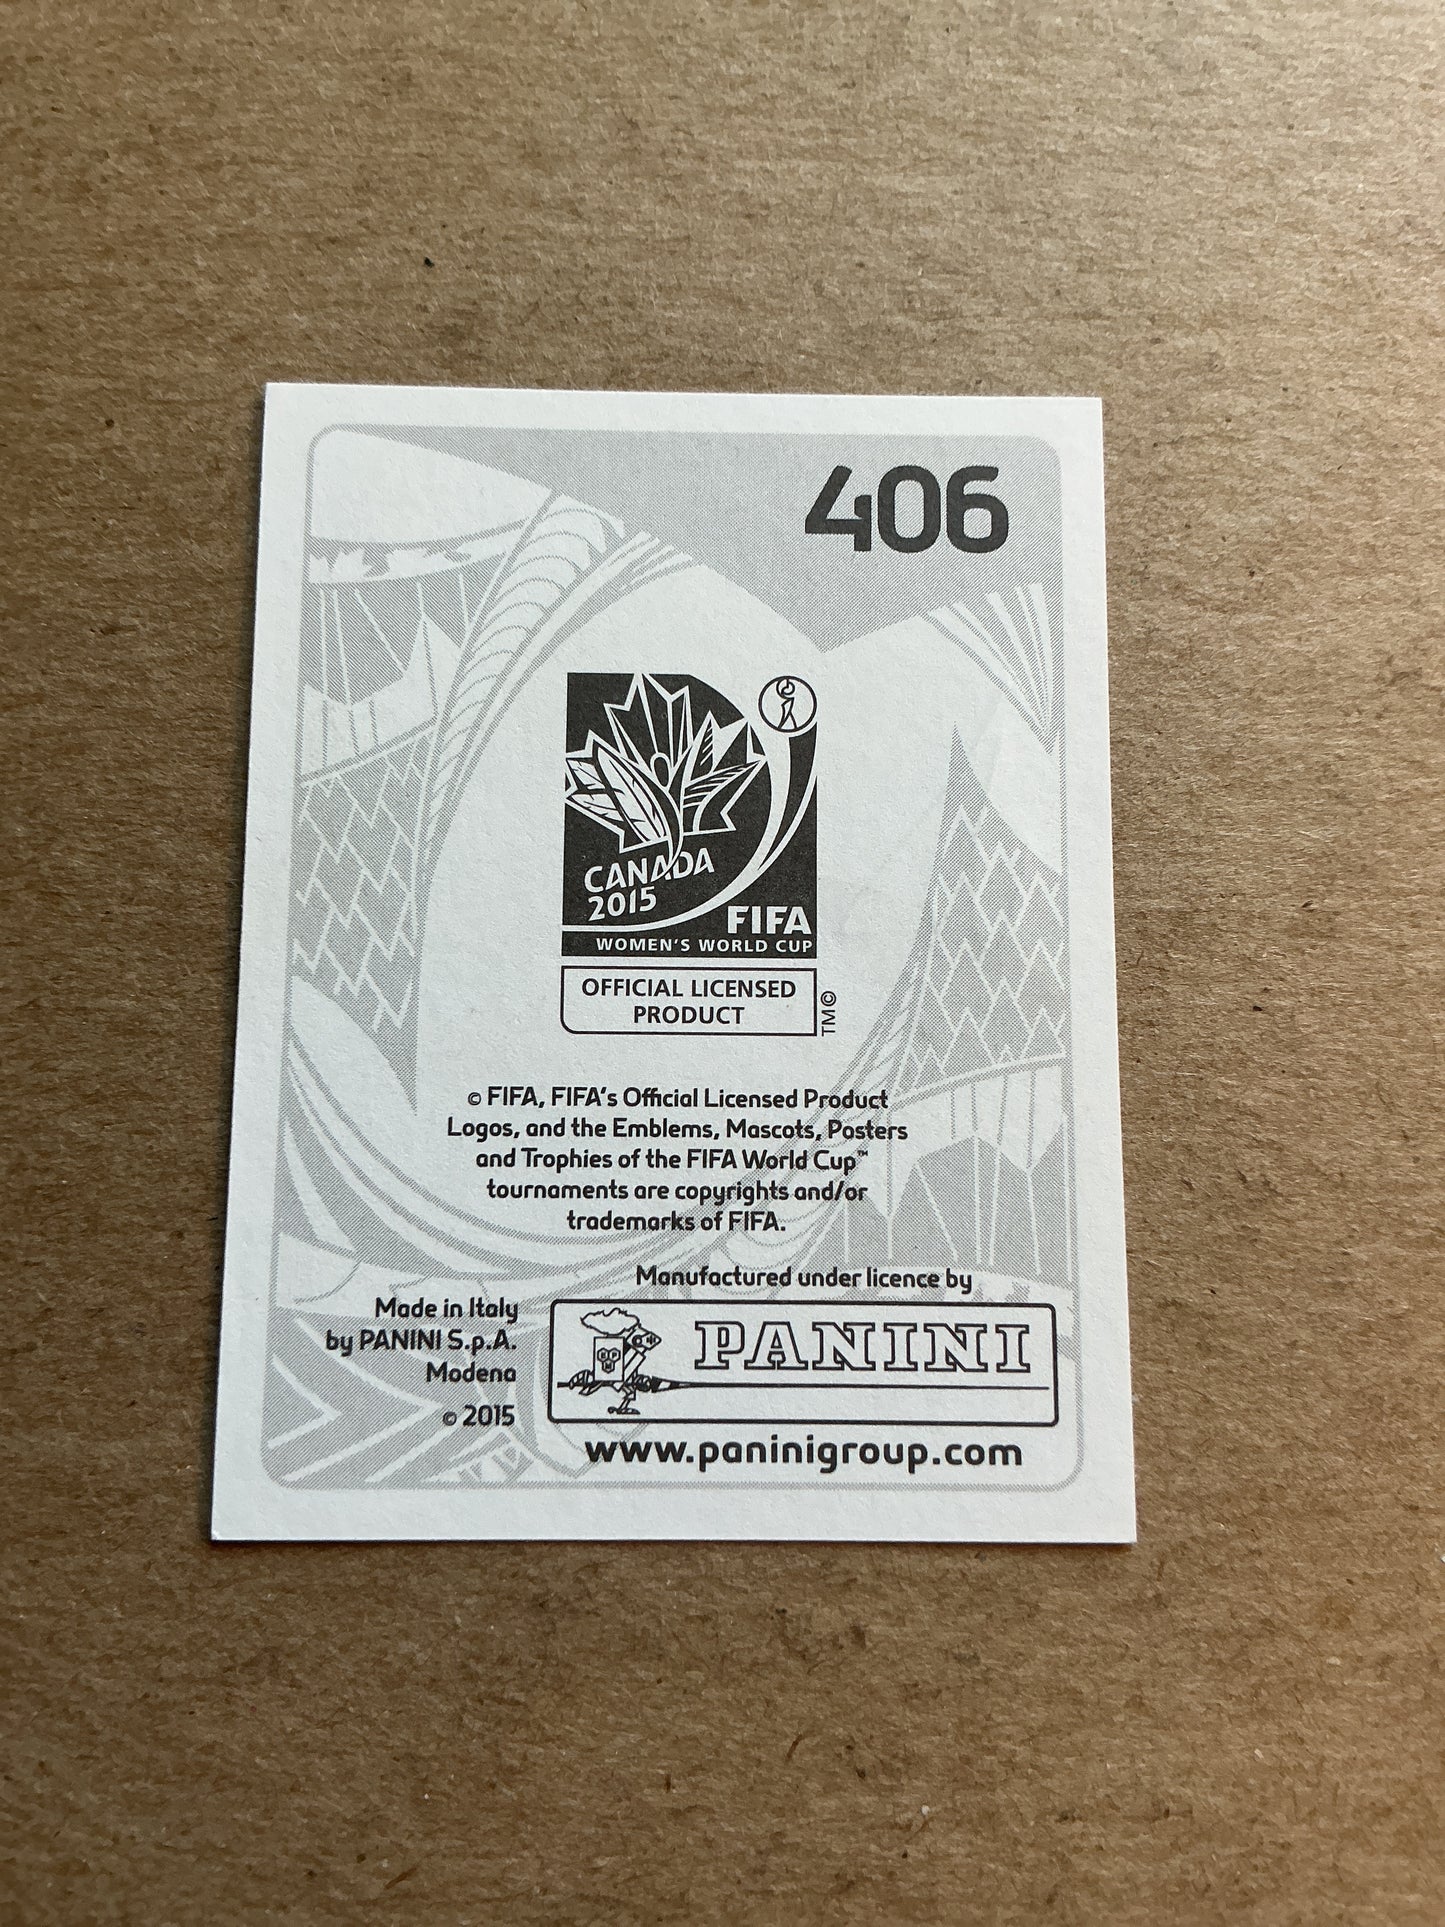 406
CANADA
2015
FIFA
WOMEN'S WORLD CUP
OFFICIAL LICENSED
PRODUCT
TM©
© FIFA, FIFA's Official Licensed Product
Logos, and the Emblems, Mascots, Posters
and Trophies of the FIFA World Cup™
tournaments are copyrights and/or
trademarks of FIFA.
Manufactured under licence by
Made in Italy
by PANINI S.p.A.
Modena
© 2015
PANINI
www.paninigroup.com